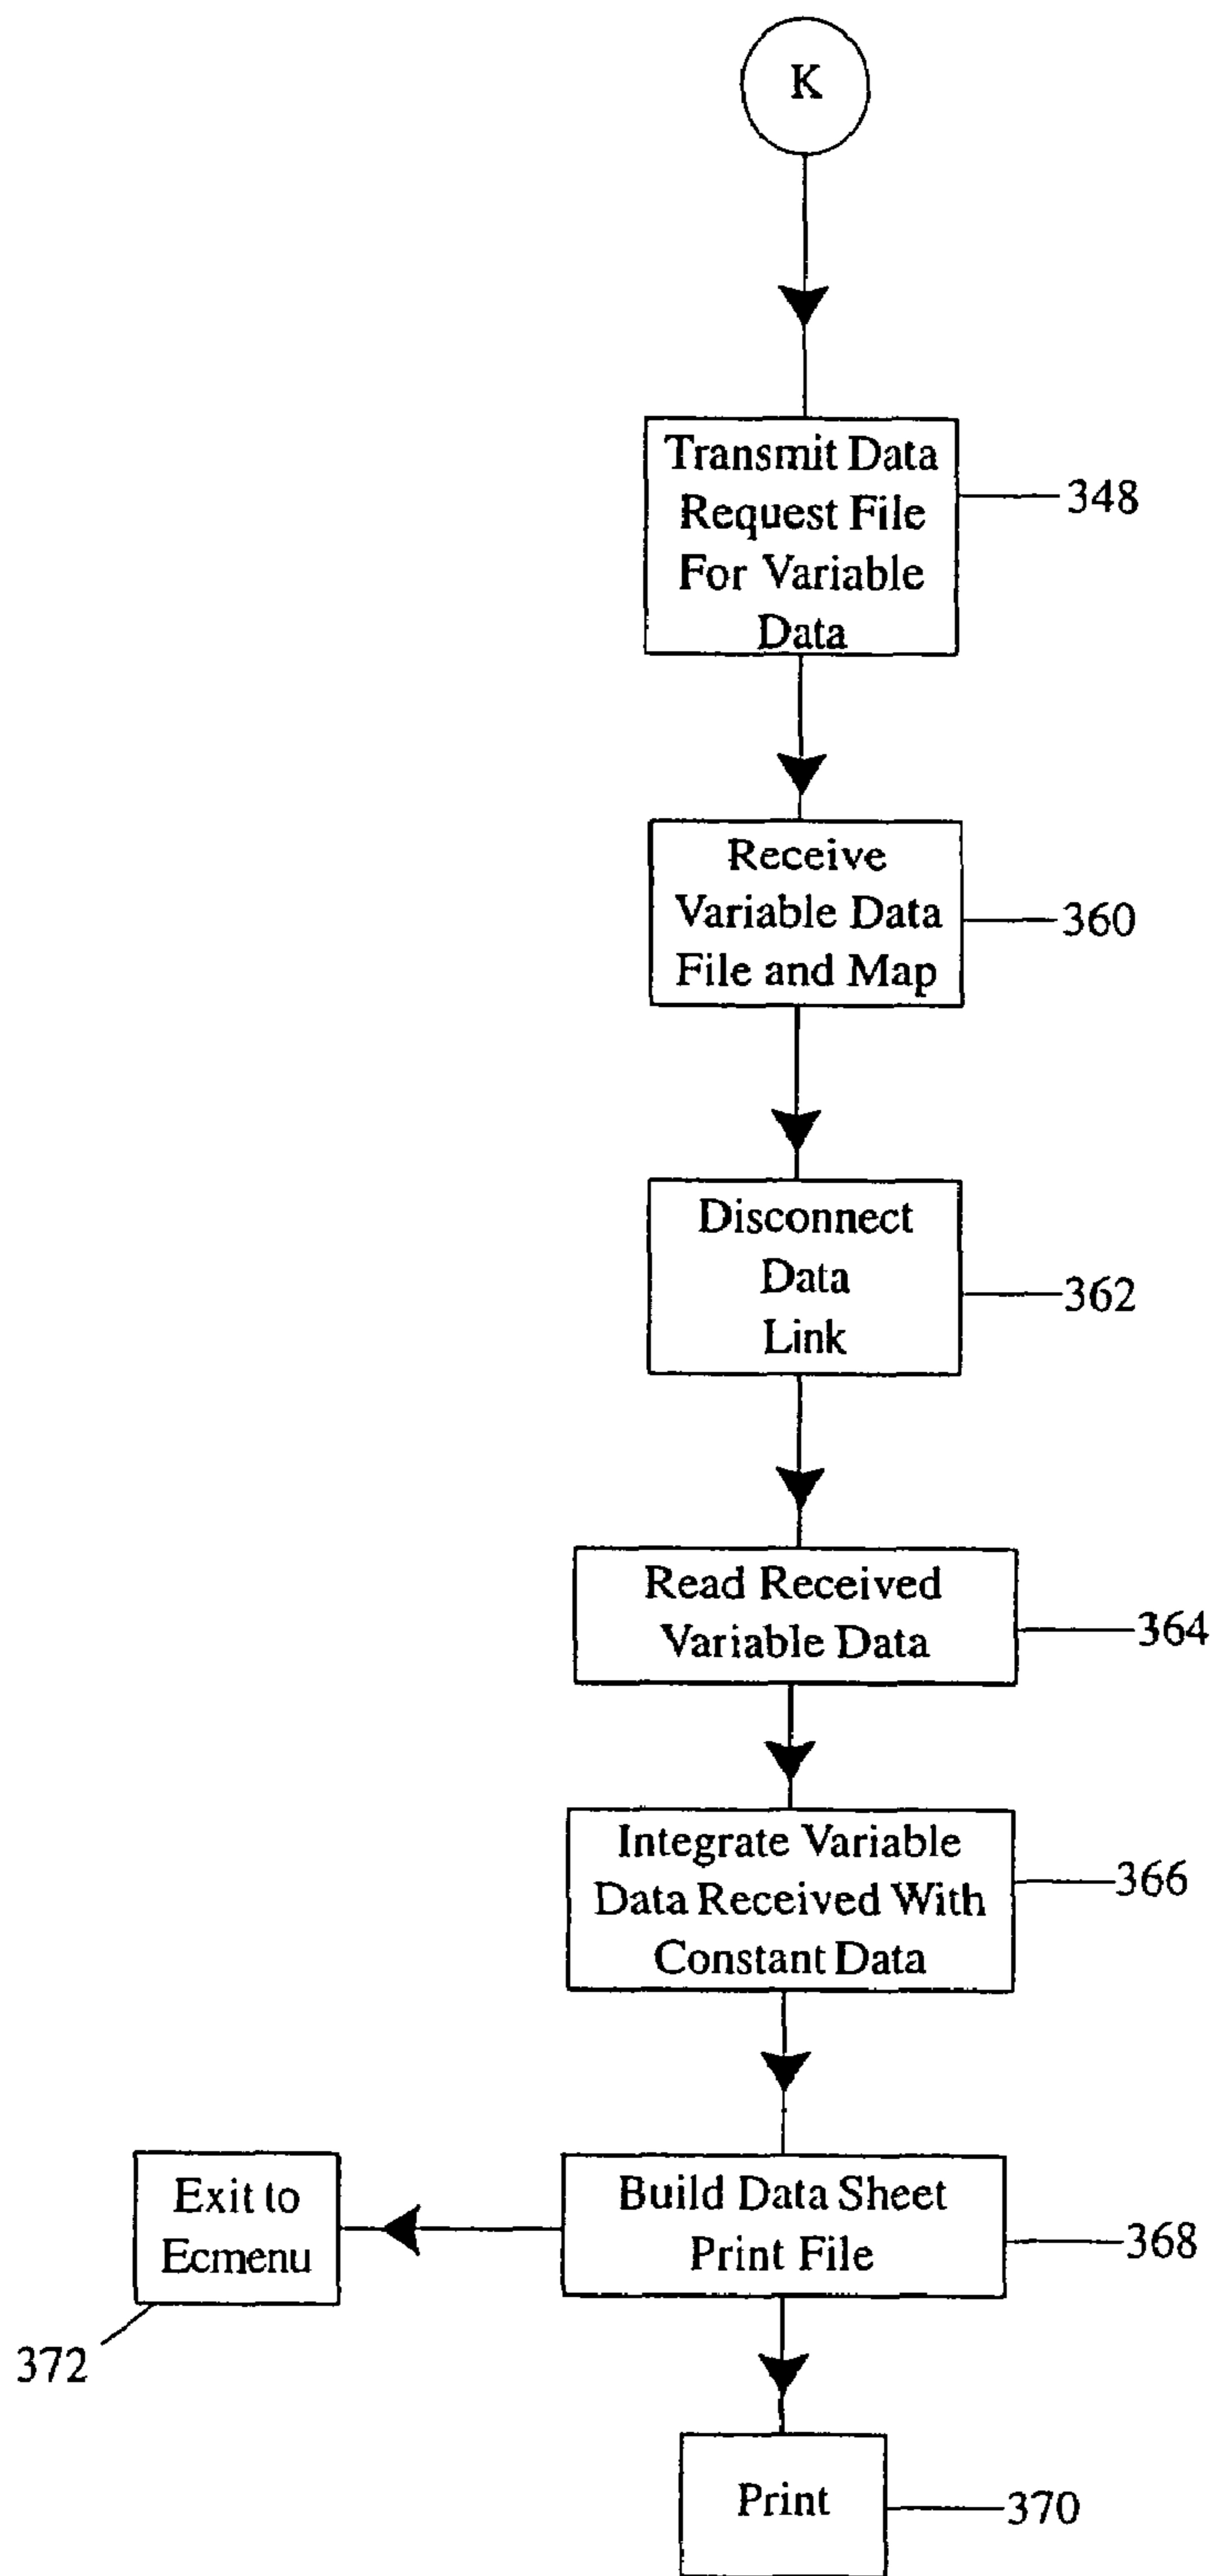 K
Transmit Data
Request File
For Variable
Data
348
Receive
Variable Data
File and Map
360
Disconnect
Data
Link
362
Read Received
Variable Data
364
Integrate Variable
Data Received With
Constant Data
366
Exit to
Ecmenu
372
Build Data Sheet
Print File
368
Print
370